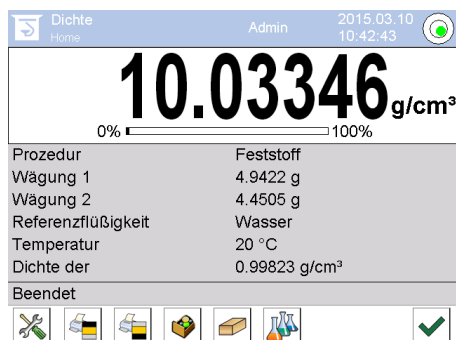 Dichte
Home
Admin
2015.03.10
10:42:43
10.03346 g/cm³
0% 100%
Prozedur Feststoff
Wägung 1 4.9422 g
Wägung 2 4.4505 g
Referenzflüßigkeit Wasser
Temperatur 20 °C
Dichte der 0.99823 g/cm³
Beendet